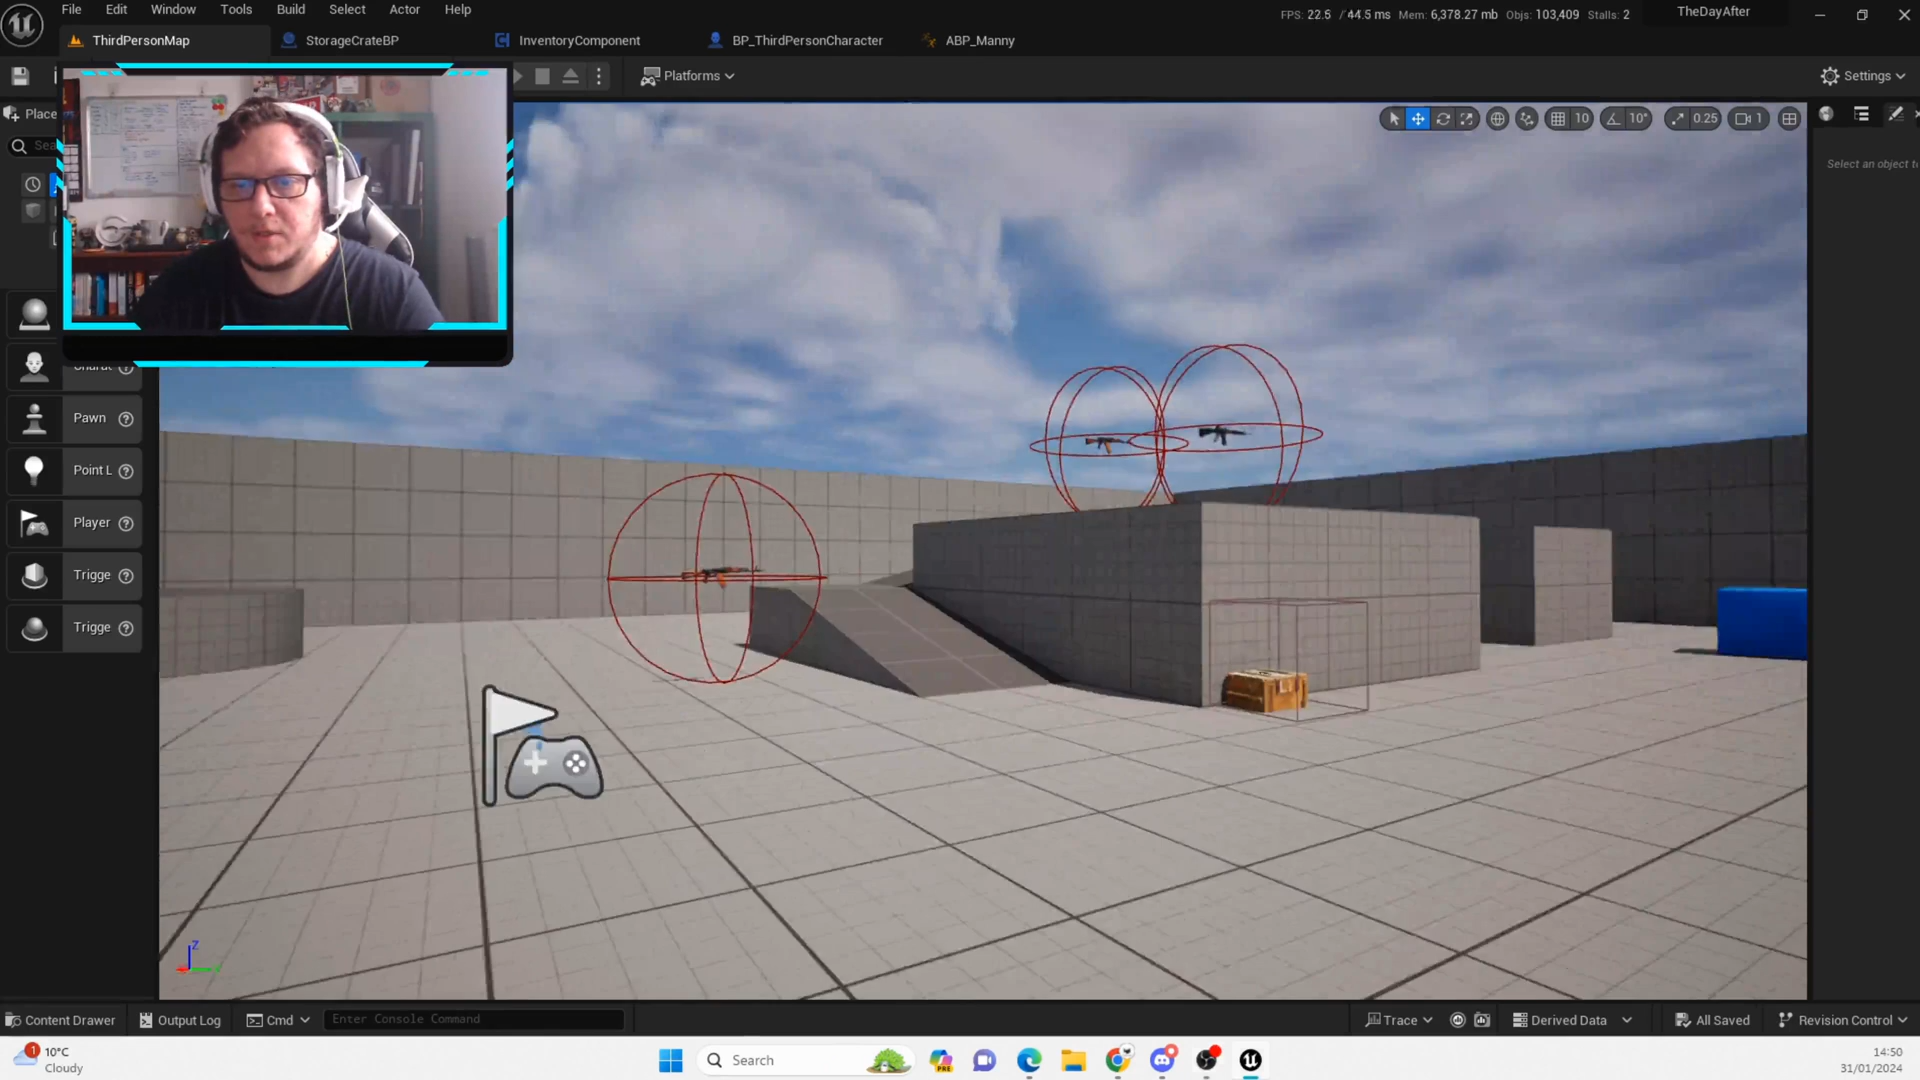 File Edit Window Tools Build Select Actor Help
FPS: 22.5 / 44.5 ms Mem: 6,378.27 mb Objs: 103,409 Stalls: 2
TheDayAfter
ThirdPersonMap
StorageCrateBP
InventoryComponent
BP_ThirdPersonCharacter
ABP_Manny
Platforms
Settings
Place
Sea
10
10°
0.25
1
Select an object t
Pawn
Point L
Player
Trigge
Trigge
Z
Content Drawer
Output Log
Cmd
Enter Console Command
Trace
Derived Data
All Saved
Revision Control
1
10°C
Cloudy
Search
PRE
14:50
31/01/2024